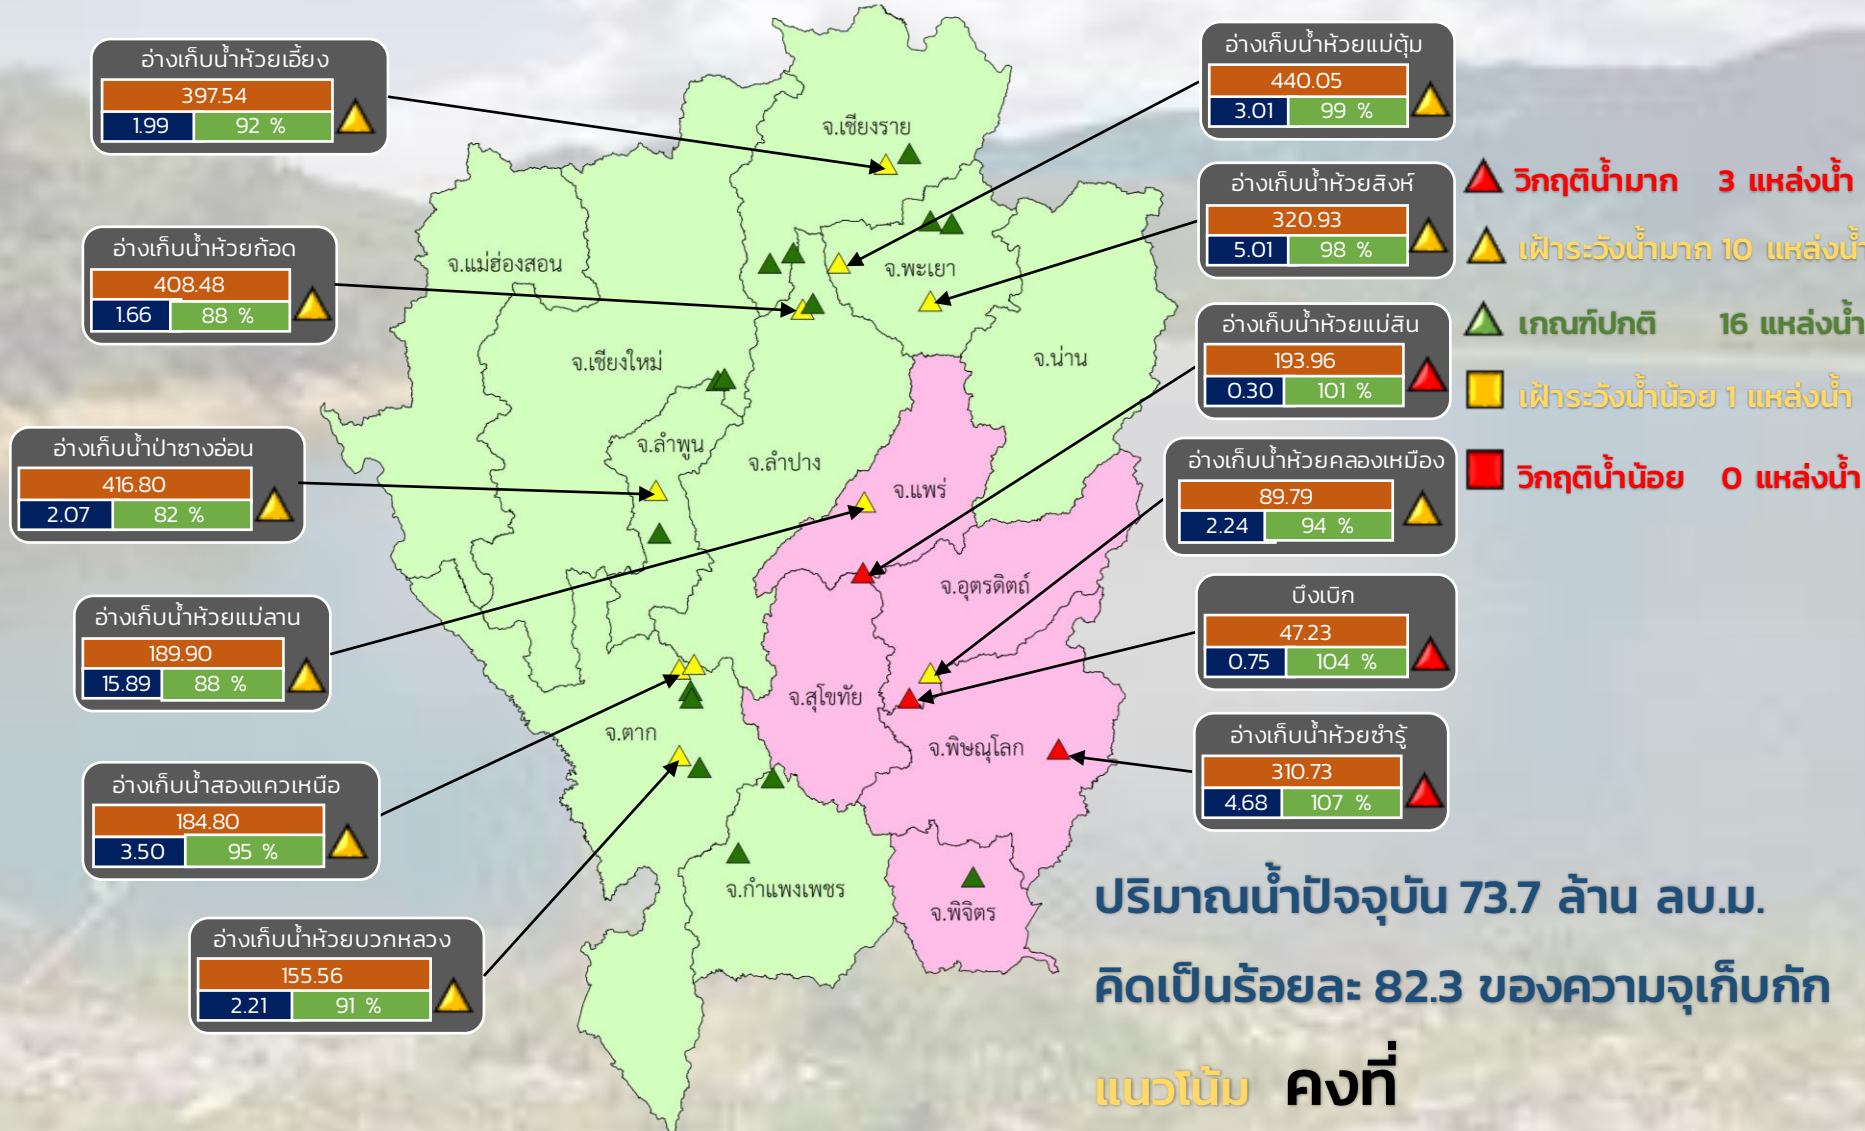 อ่างเก็บน้ำห้วยเอี้ยง
397.54
1.99 92 %
อ่างเก็บน้ำห้วยก้อด
408.48
1.66 88 %
อ่างเก็บน้ำป่าซางอ่อน
416.80
2.07 82 %
อ่างเก็บน้ำห้วยแม่ลาน
189.90
15.89 88 %
อ่างเก็บน้ำสองแควเหนือ
184.80
3.50 95 %
อ่างเก็บน้ำห้วยบวกหลวง
155.56
2.21 91 %
จ.เชียงราย
จ.แม่ฮ่องสอน
จ.พะเยา
จ.เชียงใหม่
จ.น่าน
จ.ลำพูน
จ.ลำปาง
จ.แพร่
จ.อุตรดิตถ์
จ.สุโขทัย
จ.ตาก
จ.พิษณุโลก
จ.กำแพงเพชร
จ.พิจิตร
อ่างเก็บน้ำห้วยแม่ตุ้ม
440.05
3.01 99 %
อ่างเก็บน้ำห้วยสิงห์
320.93
5.01 98 %
อ่างเก็บน้ำห้วยแม่สิน
193.96
0.30 101 %
อ่างเก็บน้ำห้วยคลองเหมือง
89.79
2.24 94 %
บึงเบิก
47.23
0.75 104 %
อ่างเก็บน้ำห้วยซำรู้
310.73
4.68 107 %
วิกฤติน้ำมาก 3 แหล่งน้ำ
เฝ้าระวังน้ำมาก 10 แหล่งน้ำ
เกณฑ์ปกติ 16 แหล่งน้ำ
เฝ้าระวังน้ำน้อย 1 แหล่งน้ำ
วิกฤติน้ำน้อย 0 แหล่งน้ำ
ปริมาณน้ำปัจจุบัน 73.7 ล้าน ลบ.ม.
คิดเป็นร้อยละ 82.3 ของความจุเก็บกัก
แนวโน้ม คงที่